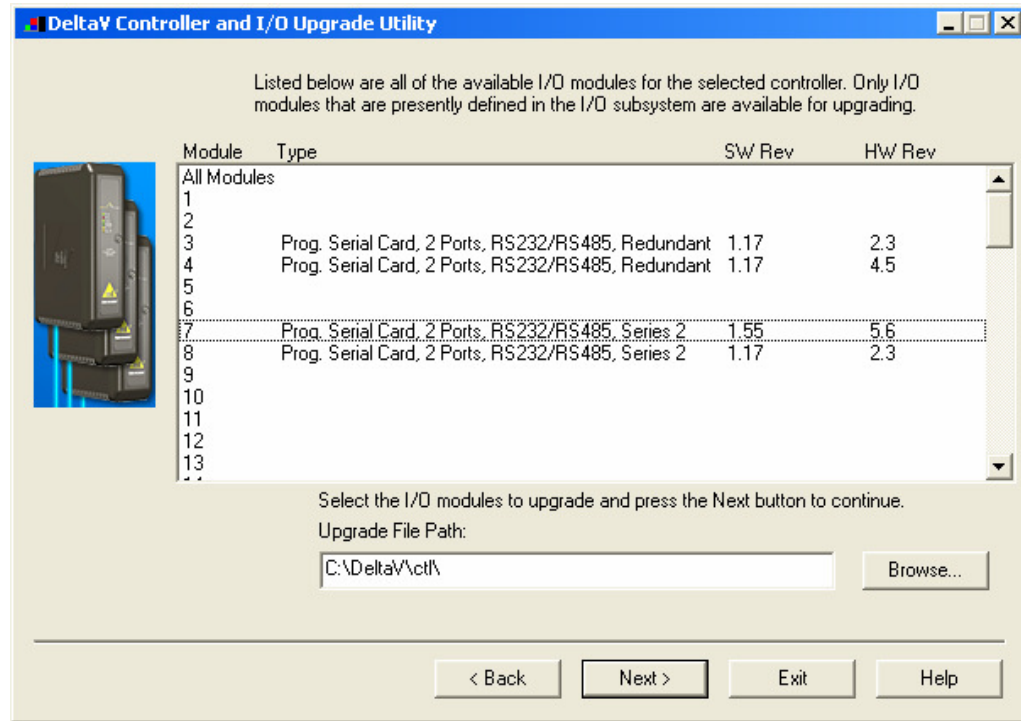 DeltaV Controller and I/O Upgrade Utility
Listed below are all of the available I/O modules for the selected controller. Only I/O
modules that are presently defined in the I/O subsystem are available for upgrading.
Module Type SW Rev HW Rev
All Modules
1
2
3 Prog. Serial Card, 2 Ports, RS232/RS485, Redundant 1.17 2.3
4 Prog. Serial Card, 2 Ports, RS232/RS485, Redundant 1.17 4.5
5
6
7 Prog. Serial Card, 2 Ports, RS232/RS485, Series 2 1.55 5.6
8 Prog. Serial Card, 2 Ports, RS232/RS485, Series 2 1.17 2.3
9
10
11
12
13
Select the I/O modules to upgrade and press the Next button to continue.
Upgrade File Path:
C:\DeltaV\ctl\ Browse...
< Back Next > Exit Help